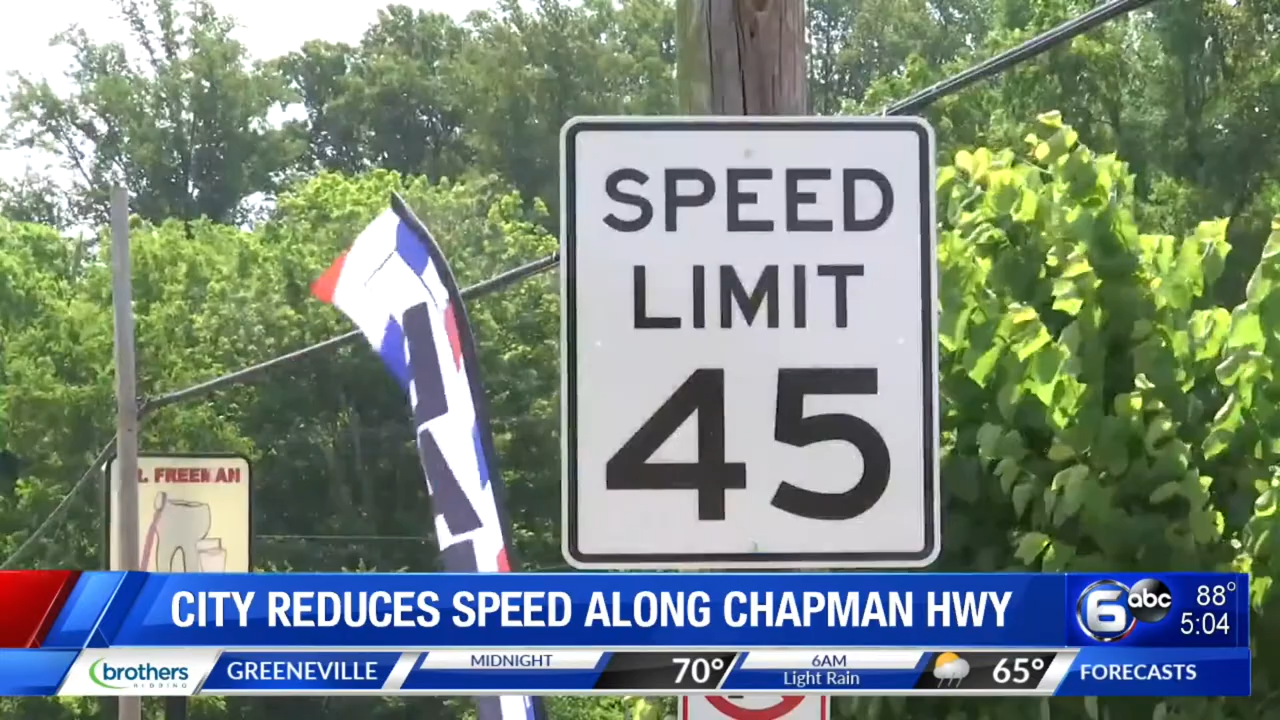 SPEED
LIMIT
45
. FREEMAN
CITY REDUCES SPEED ALONG CHAPMAN HWY
6 abc
88°
5:04
brothers
BIDDING
GREENEVILLE
MIDNIGHT
70°
6AM
Light Rain
65°
FORECASTS